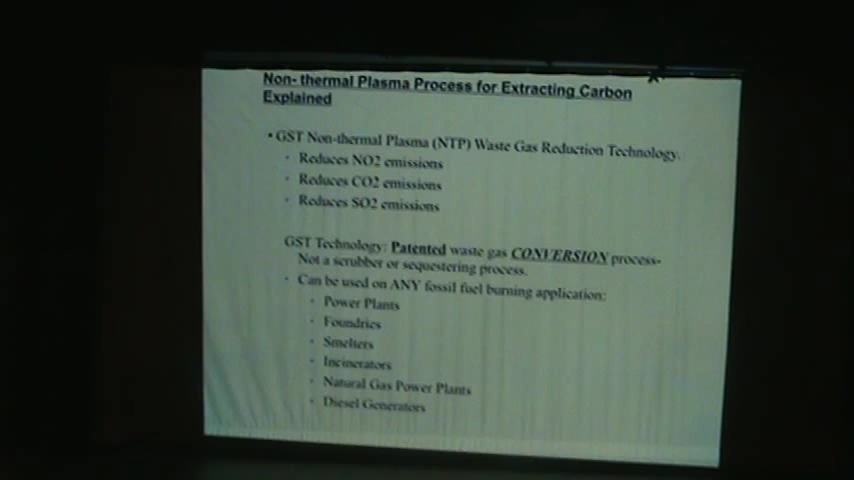 Non- thermal Plasma Process for Extracting Carbon
Explained
• GST Non-thermal Plasma (NTP) Waste Gas Reduction Technology.
• Reduces NO2 emissions
• Reduces CO2 emissions
• Reduces SO2 emissions
GST Technology: Patented waste gas CONVERSION process-
Not a scrubber or sequestering process.
• Can be used on ANY fossil fuel burning application:
• Power Plants
• Foundries
• Smelters
• Incinerators
• Natural Gas Power Plants
• Diesel Generators